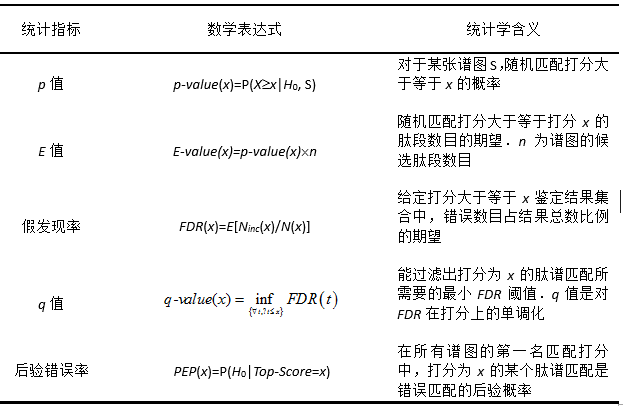 统计指标 数学表达式 统计学含义
p 值 p-value(x)=P(X≥x|H₀, S) 对于某张谱图 S,随机匹配打分大
于等于 x 的概率
E 值 E-value(x)=p-value(x)×n 随机匹配打分大于等于打分 x 的
肽段数目的期望．n 为谱图的候
选肽段数目
假发现率 FDR(x)=E[Ninc(x)/N(x)] 给定打分大于等于 x 鉴定结果集
合中，错误数目占结果总数比例
的期望
q 值 q-value(x) = inf{∀t,?t≤x} FDR(t) 能过滤出打分为 x 的肽谱匹配所
需要的最小 FDR 阈值．q 值是对
FDR 在打分上的单调化
后验错误率 PEP(x)=P(H₀|Top-Score=x) 在所有谱图的第一名匹配打分
中，打分为 x 的某个肽谱匹配是
错误匹配的后验概率